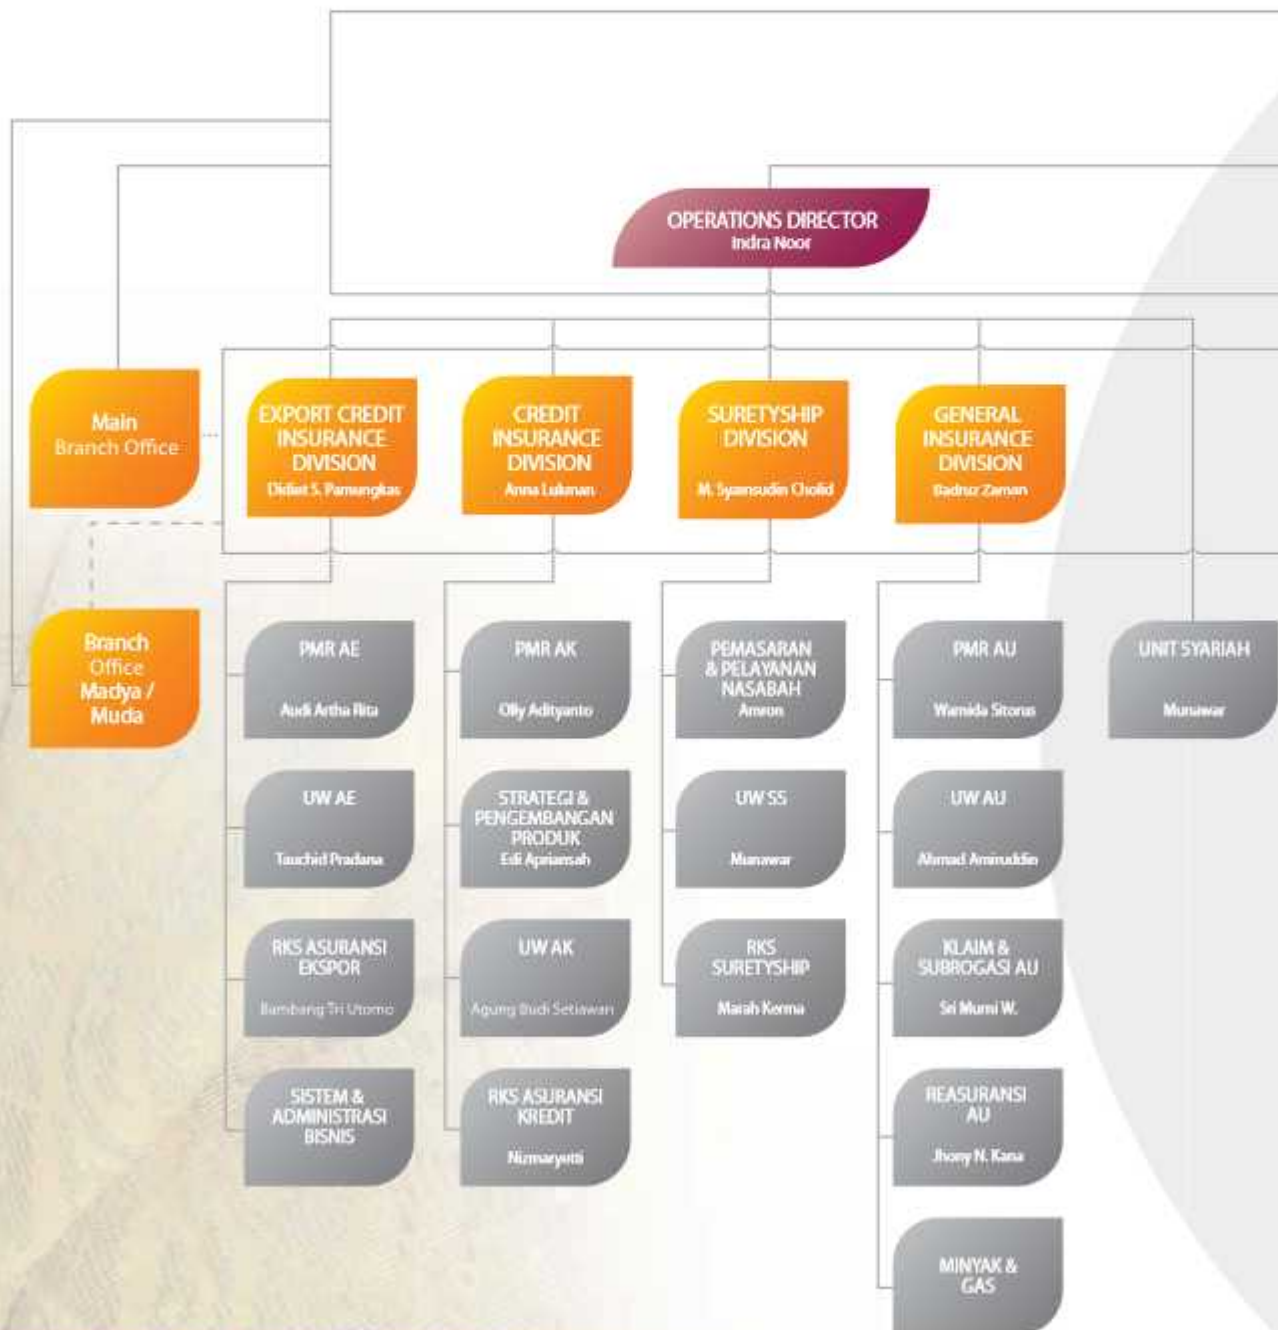 OPERATIONS DIRECTOR
Indra Noor
Main
Branch Office
EXPORT CREDIT
INSURANCE
DIVISION
Didiet S. Pamungkas
CREDIT
INSURANCE
DIVISION
Anna Lukman
SURETYSHIP
DIVISION
M. Syamsudin Cholid
GENERAL
INSURANCE
DIVISION
Badruz Zaman
Branch
Office
Madya /
Muda
PMR AE
Audi Artha Rita
PMR AK
Olly Adityanto
PEMASARAN
& PELAYANAN
NASABAH
Amron
PMR AU
Warnida Sitorus
UNIT SYARIAH
Munawar
UW AE
Tauchid Pradana
STRATEGI &
PENGEMBANGAN
PRODUK
Edi Apriansah
UW SS
Munawar
UW AU
Ahmad Amiruddin
RKS ASURANSI
EKSPOR
Bambang Tri Utomo
UW AK
Agung Budi Setiawan
RKS
SURETYSHIP
Marah Kerma
KLAIM &
SUBROGASI AU
Sri Murni W.
SISTEM &
ADMINISTRASI
BISNIS
RKS ASURANSI
KREDIT
Nizmaryetti
REASURANSI
AU
Jhony N. Kana
MINYAK &
GAS